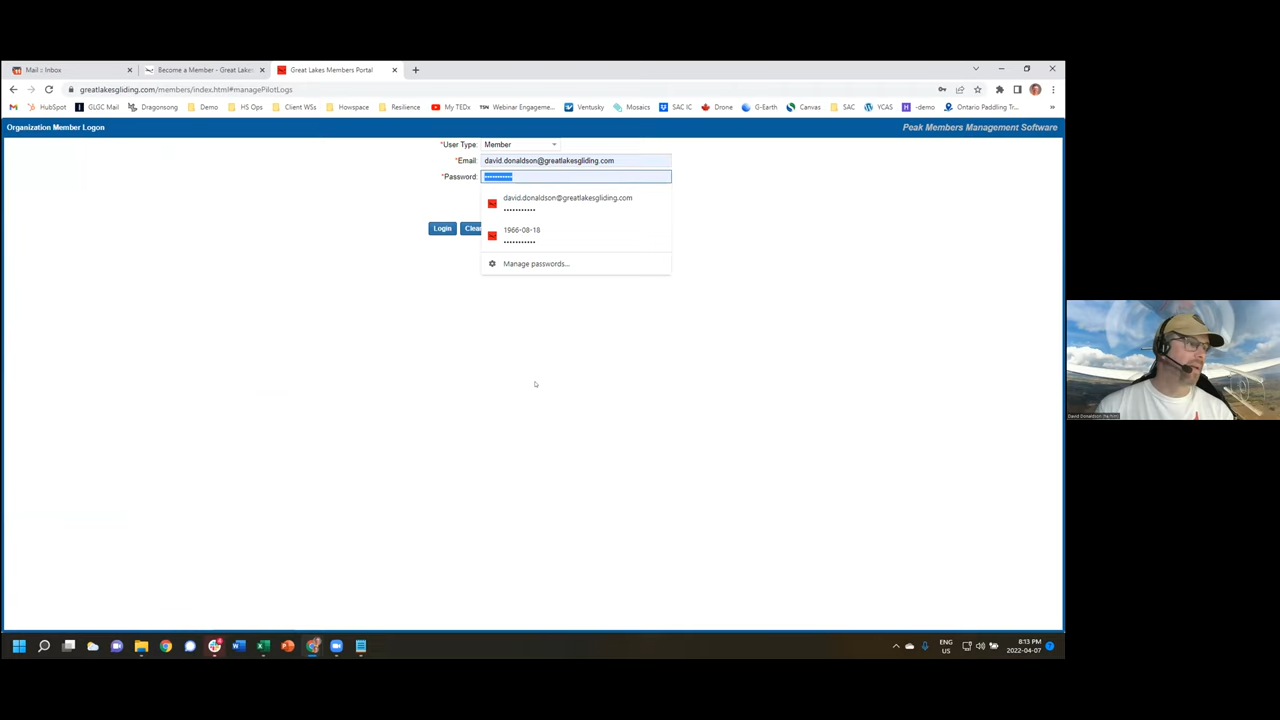 Mail :: Inbox
Become a Member - Great Lakes
Great Lakes Members Portal
greatlakesgliding.com/members/index.html#managePilotLogs
HubSpot
GLGC Mail
Dragonsong
Demo
HS Ops
Client WSs
Howspace
Resilience
My TEDx
TSN Webinar Engageme...
Ventusky
Mosaics
SAC IC
Drone
G-Earth
Canvas
SAC
YCAS
-demo
Ontario Paddling Tr...
Organization Member Logon
Peak Members Management Software
*User Type: Member
*Email: david.donaldson@greatlakesgliding.com
*Password: •••••••••••
david.donaldson@greatlakesgliding.com
•••••••••••
1966-08-18
•••••••••••
Manage passwords...
Login
Clea
ENG
US
8:13 PM
2022-04-07